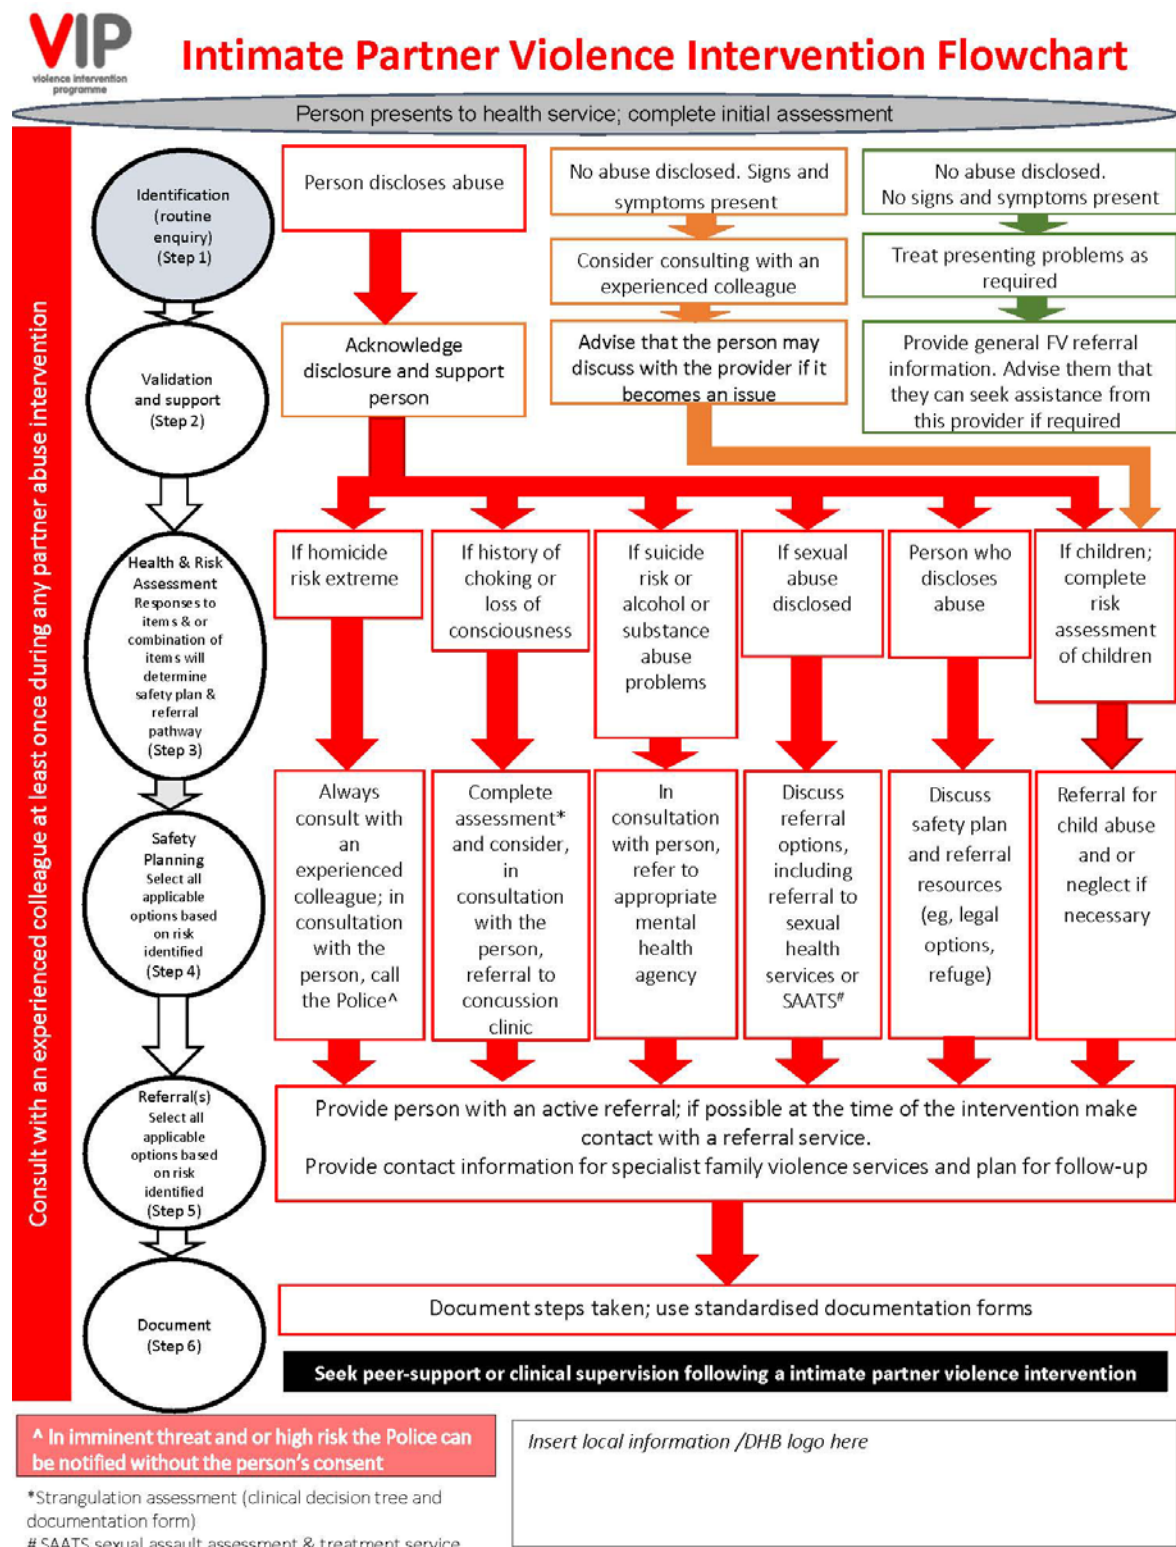 VIP
violence intervention
programme
Intimate Partner Violence Intervention Flowchart
Person presents to health service; complete initial assessment
Consult with an experienced colleague at least once during any partner abuse intervention
Identification
(routine
enquiry)
(Step 1)
Person discloses abuse
No abuse disclosed. Signs and
symptoms present
No abuse disclosed.
No signs and symptoms present
Consider consulting with an
experienced colleague
Treat presenting problems as
required
Validation
and support
(Step 2)
Acknowledge
disclosure and support
person
Advise that the person may
discuss with the provider if it
becomes an issue
Provide general FV referral
information. Advise them that
they can seek assistance from
this provider if required
Health & Risk
Assessment
Responses to
items & or
combination of
items will
determine
safety plan &
referral
pathway
(Step 3)
If homicide
risk extreme
If history of
choking or
loss of
consciousness
If suicide
risk or
alcohol or
substance
abuse
problems
If sexual
abuse
disclosed
Person who
discloses
abuse
If children;
complete
risk
assessment
of children
Safety
Planning
Select all
applicable
options based
on risk
identified
(Step 4)
Always
consult with
an
experienced
colleague; in
consultation
with the
person, call
the Police^
Complete
assessment*
and consider,
in
consultation
with the
person,
referral to
concussion
clinic
In
consultation
with person,
refer to
appropriate
mental
health
agency
Discuss
referral
options,
including
referral to
sexual
health
services or
SAATS#
Discuss
safety plan
and referral
resources
(eg, legal
options,
refuge)
Referral for
child abuse
and or
neglect if
necessary
Referral(s)
Select all
applicable
options based
on risk
identified
(Step 5)
Provide person with an active referral; if possible at the time of the intervention make
contact with a referral service.
Provide contact information for specialist family violence services and plan for follow-up
Document
(Step 6)
Document steps taken; use standardised documentation forms
Seek peer-support or clinical supervision following a intimate partner violence intervention
^ In imminent threat and or high risk the Police can
be notified without the person's consent
*Strangulation assessment (clinical decision tree and
documentation form)
# SAATS sexual assault assessment & treatment service
Insert local information /DHB logo here